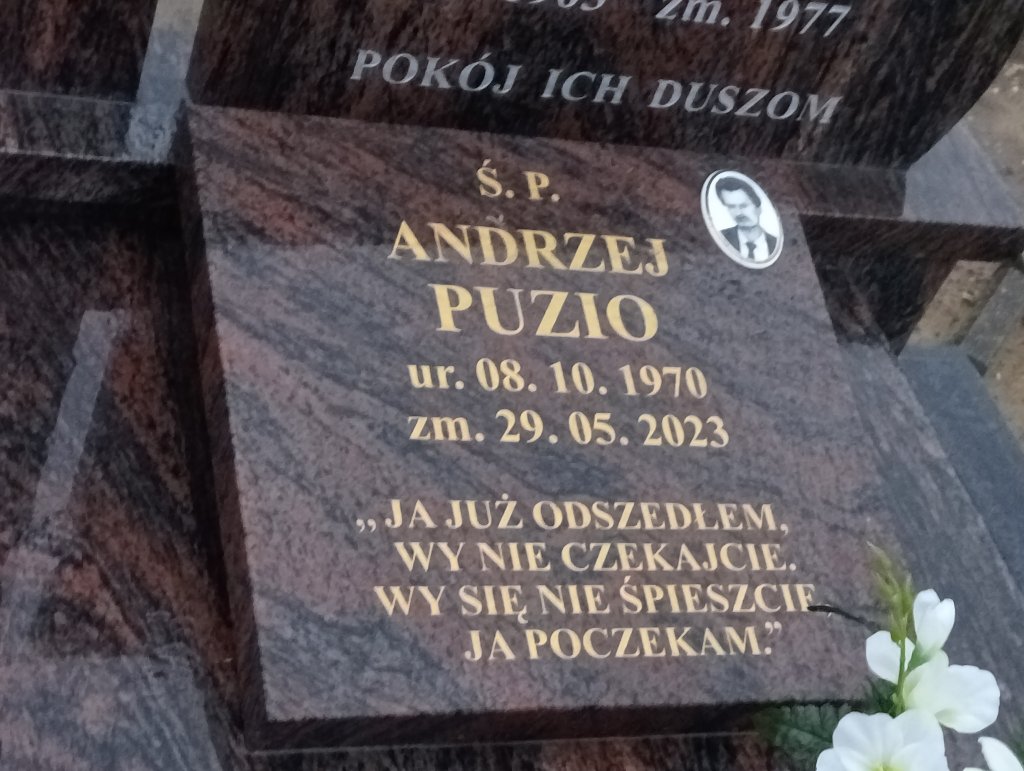 zm. 1977
POKÓJ ICH DUSZOM
Ś. P.
ANDRZEJ
PUZIO
ur. 08. 10. 1970
zm. 29. 05. 2023
„JA JUŻ ODSZEDŁEM,
WY NIE CZEKAJCIE.
WY SIĘ NIE ŚPIESZCIE
JA POCZEKAM.”